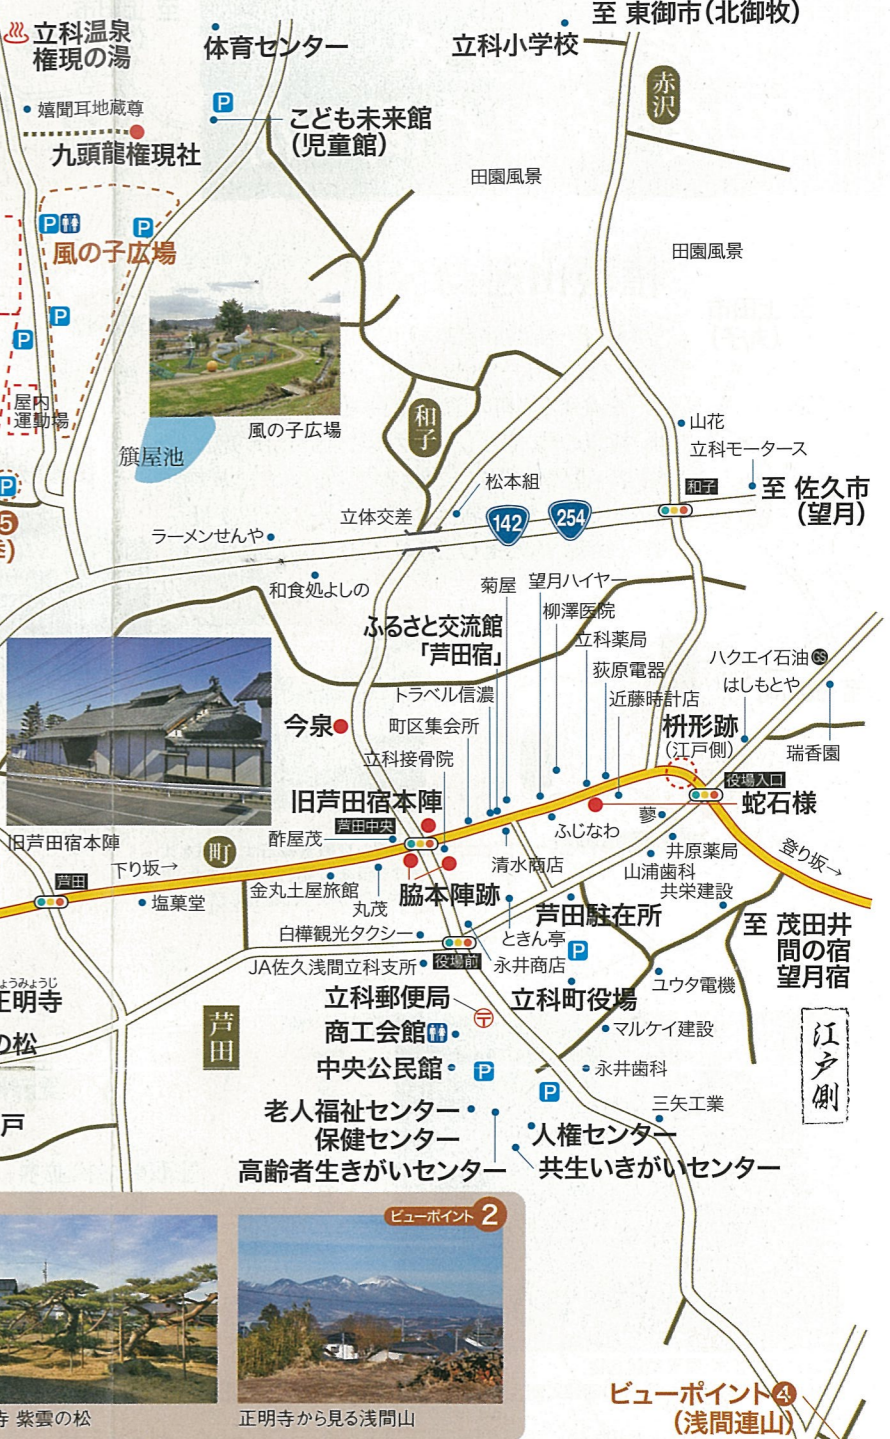 至 東御市(北御牧)
立科温泉
権現の湯
体育センター
立科小学校
赤沢
P
嬉聞耳地蔵尊
こども未来館
(児童館)
九頭龍権現社
田園風景
P
P
風の子広場
田園風景
P
P
屋内
運動場
和子
風の子広場
山花
籏屋池
立科モータース
P
松本組
和子
至 佐久市
(望月)
5
立体交差
142
254
ラーメンせんや
和食処よしの
菊屋
望月ハイヤー
柳澤医院
ふるさと交流館
「芦田宿」
立科薬局
ハクエイ石油
GS
荻原電器
はしもとや
トラベル信濃
近藤時計店
今泉
町区集会所
枡形跡
(江戸側)
瑞香園
立科接骨院
役場入口
旧芦田宿本陣
蛇石様
芦田中央
蓼
ふじなわ
旧芦田宿本陣
酢屋茂
町
井原薬局
登り坂→
下り坂→
清水商店
山浦歯科
芦田
金丸土屋旅館
脇本陣跡
共栄建設
塩菓堂
丸茂
芦田駐在所
至 茂田井
間の宿
望月宿
白樺観光タクシー
ときん亭
P
JA佐久浅間立科支所
役場前
永井商店
ょうみょうじ
正明寺
立科郵便局
立科町役場
ユウタ電機
芦田
商工会館
マルケイ建設
江戸側
の松
中央公民館
P
永井歯科
P
老人福祉センター
三矢工業
戸
保健センター
人権センター
高齢者生きがいセンター
共生いきがいセンター
ビューポイント2
寺 紫雲の松
正明寺から見る浅間山
ビューポイント4
(浅間連山)